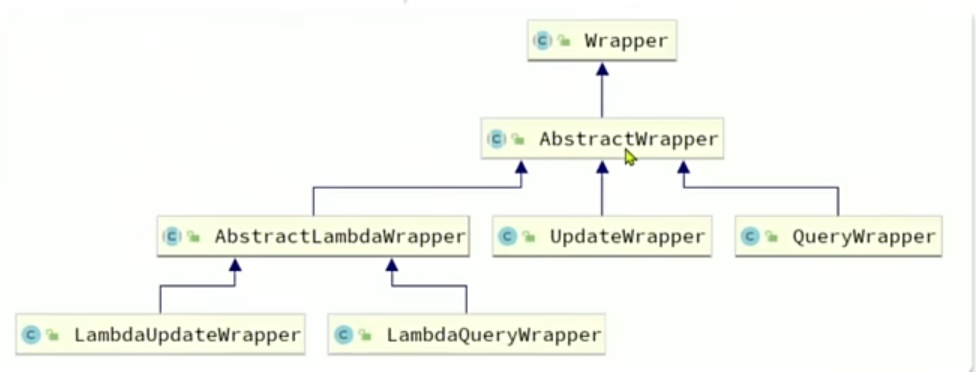 Wrapper
AbstractWrapper
AbstractLambdaWrapper
UpdateWrapper
QueryWrapper
LambdaUpdateWrapper
LambdaQueryWrapper